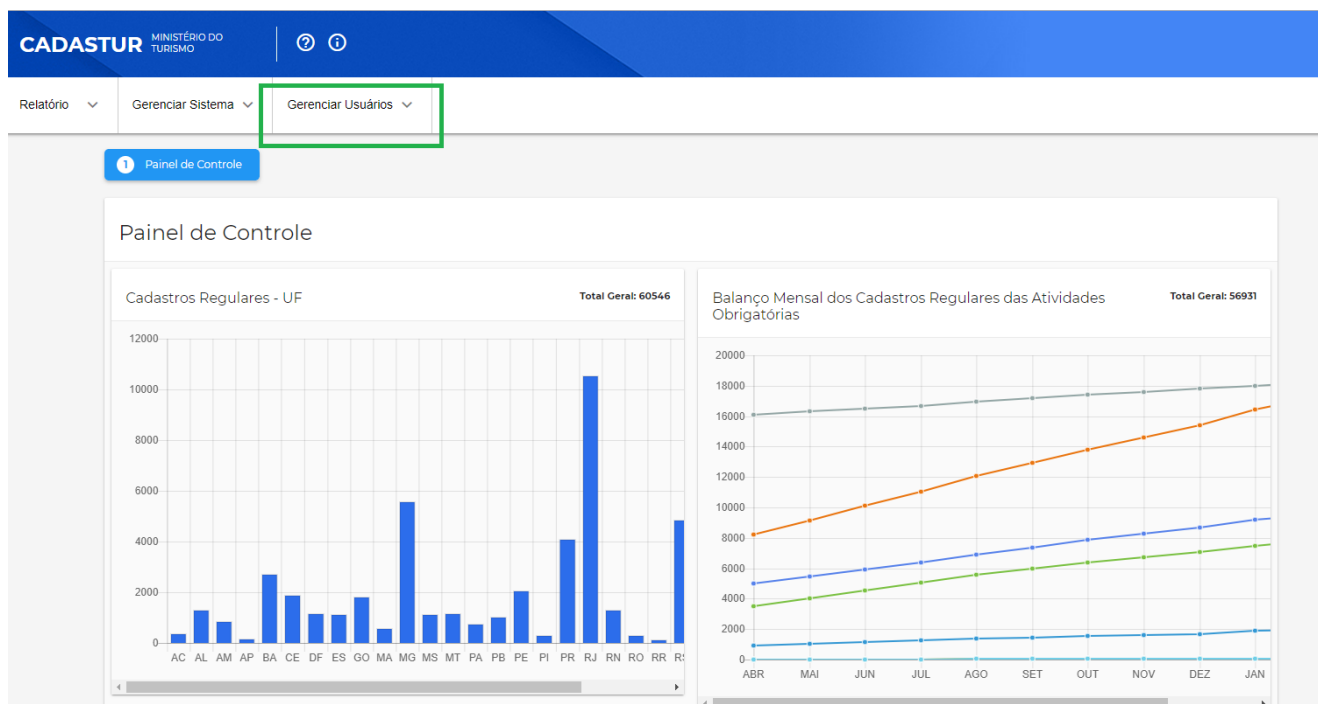 CADASTUR MINISTÉRIO DO
TURISMO
Relatório
Gerenciar Sistema
Gerenciar Usuários
1 Painel de Controle
Painel de Controle
Cadastros Regulares - UF
Total Geral: 60546
12000
10000
8000
6000
4000
2000
0
AC AL AM AP BA CE DF ES GO MA MG MS MT PA PB PE PI PR RJ RN RO RR
Balanço Mensal dos Cadastros Regulares das Atividades
Obrigatórias
Total Geral: 56931
20000
18000
16000
14000
12000
10000
8000
6000
4000
2000
0
ABR MAI JUN JUL AGO SET OUT NOV DEZ JAN